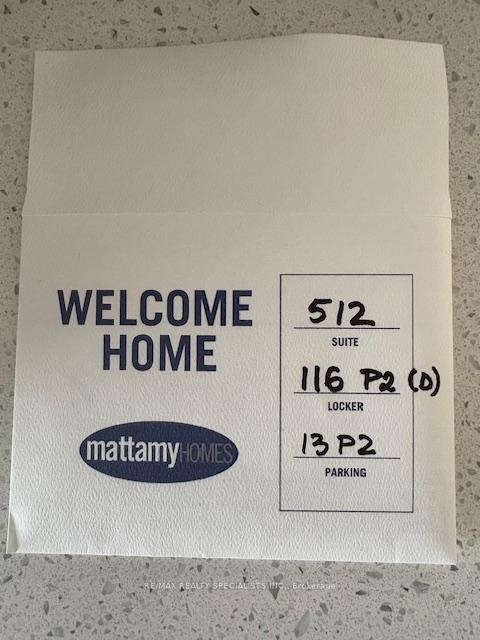 WELCOME
HOME
mattamyHOMES
512
SUITE
116 P2 (D)
LOCKER
13 P2
PARKING
RE/MAX REALTY SPECIALISTS INC., Brokerage